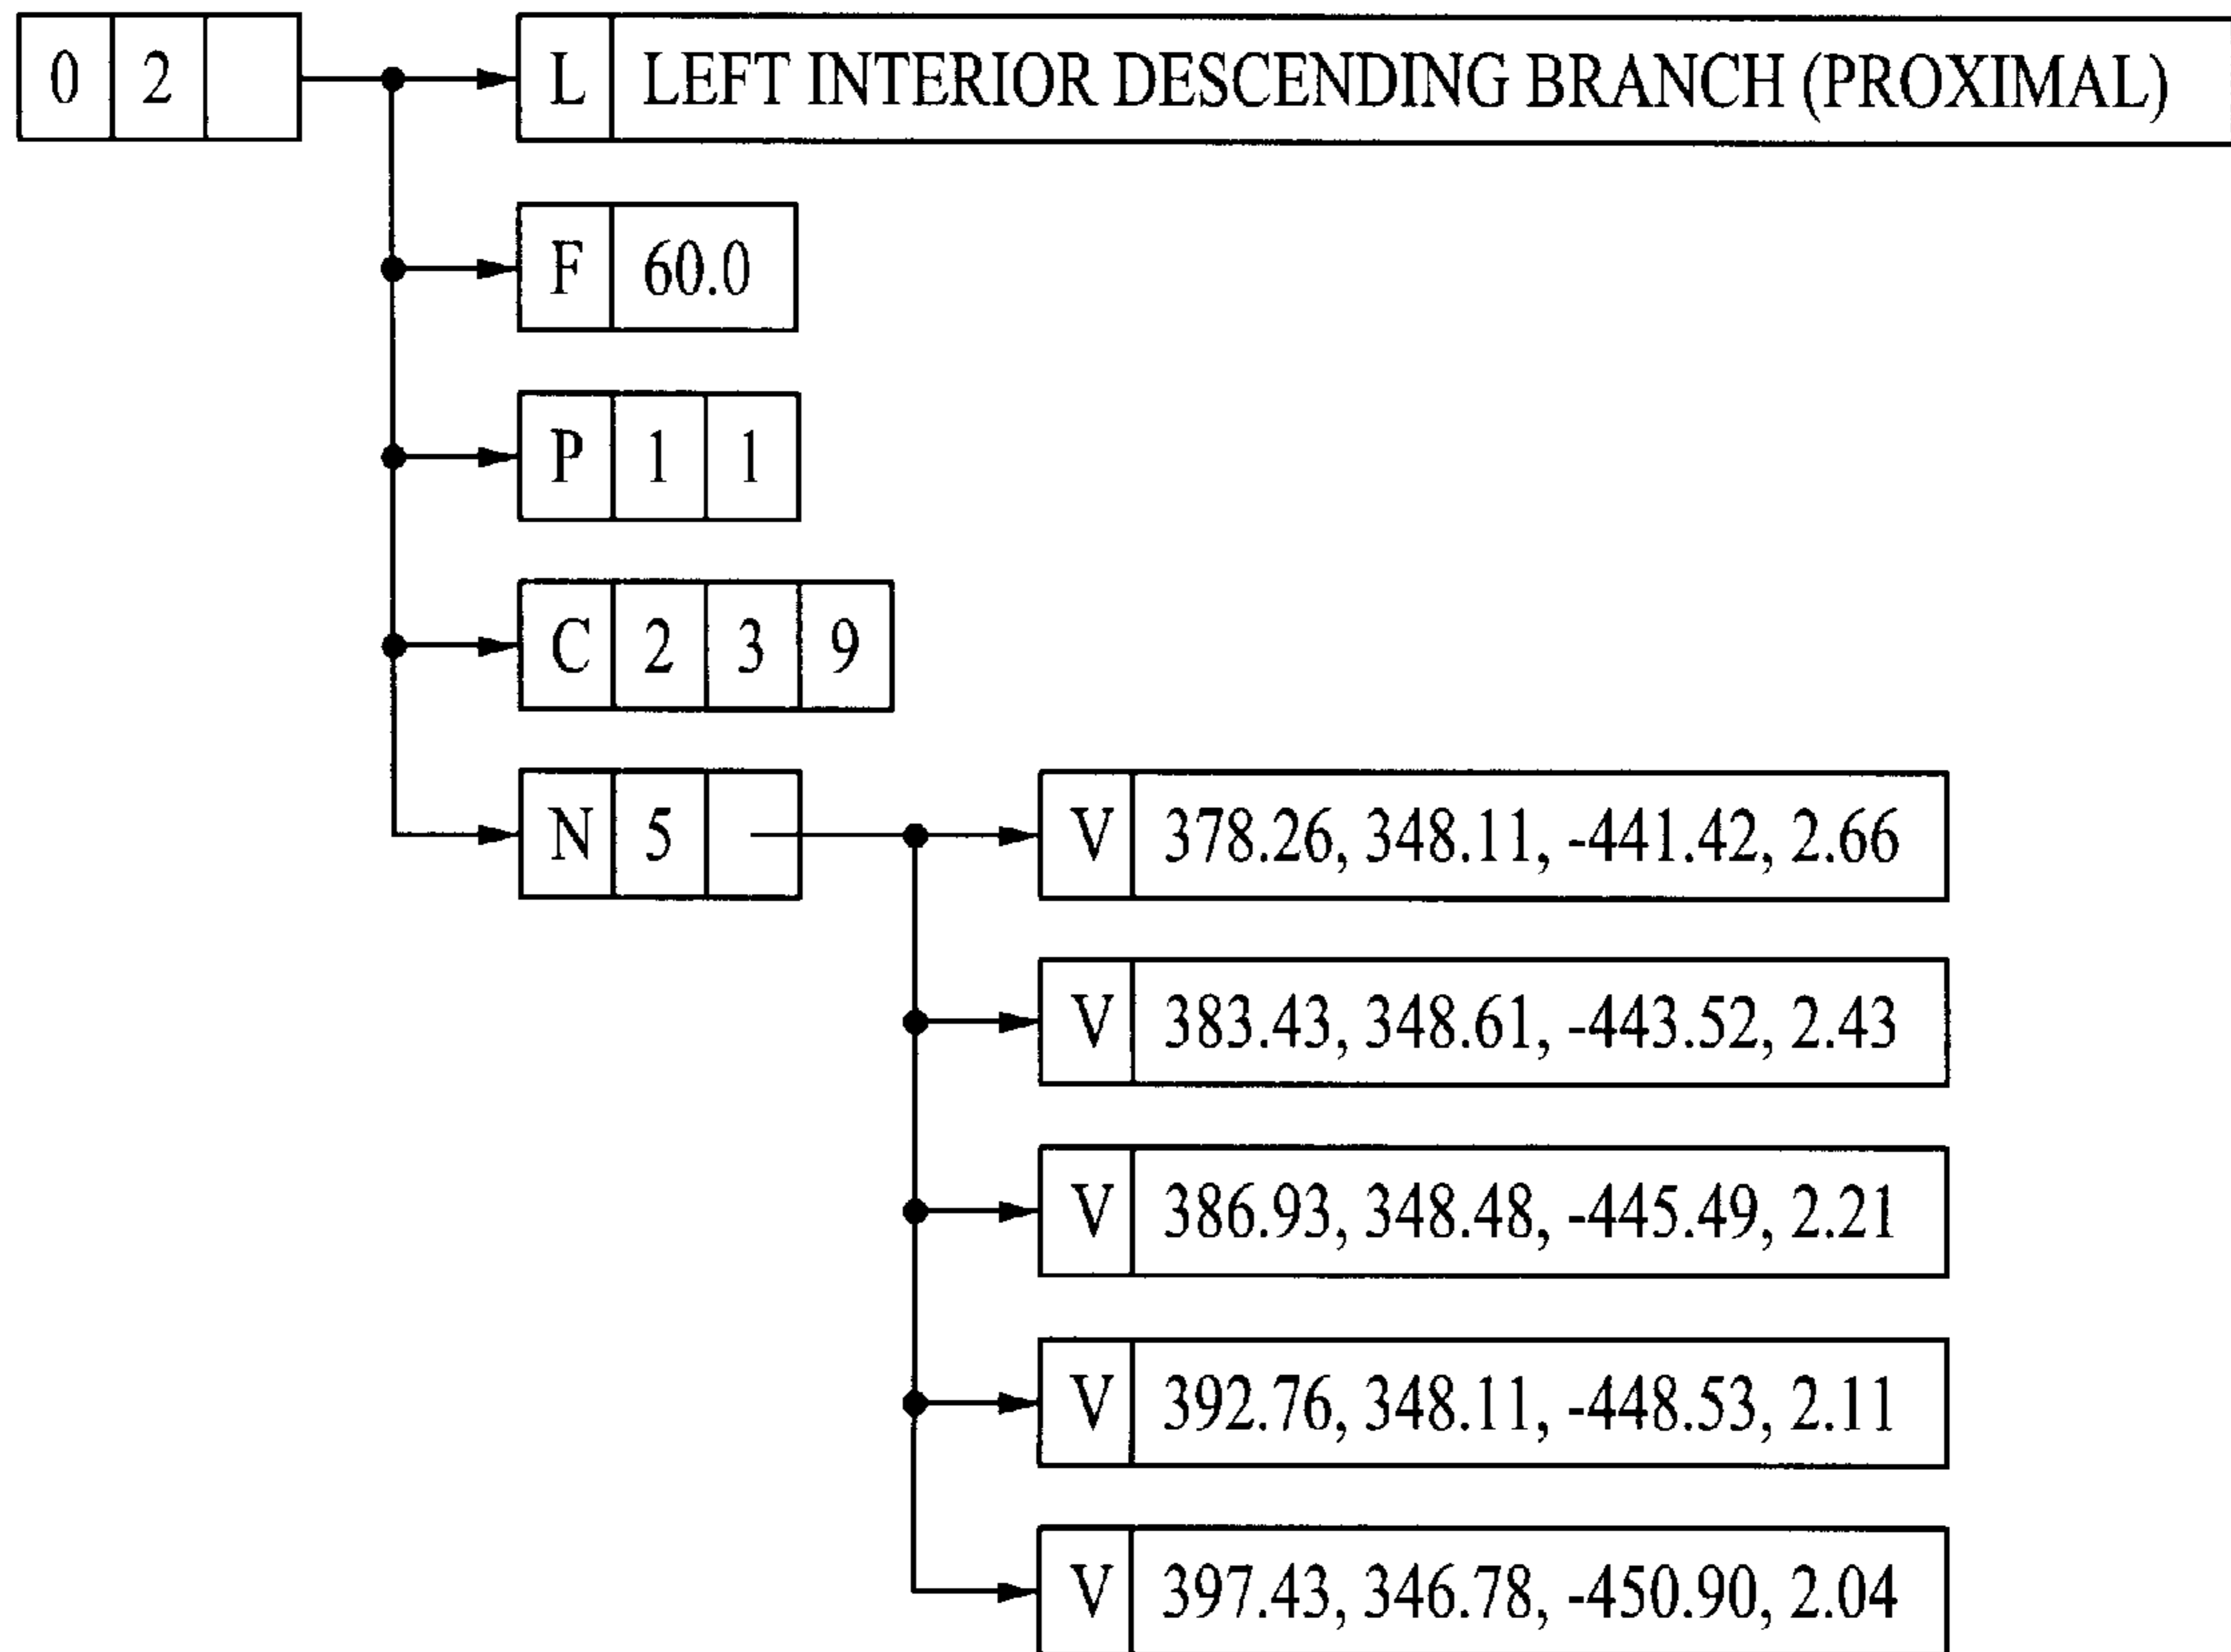 0 2 L LEFT INTERIOR DESCENDING BRANCH (PROXIMAL)
F 60.0
P 1 1
C 2 3 9
N 5 V 378.26, 348.11, -441.42, 2.66
V 383.43, 348.61, -443.52, 2.43
V 386.93, 348.48, -445.49, 2.21
V 392.76, 348.11, -448.53, 2.11
V 397.43, 346.78, -450.90, 2.04